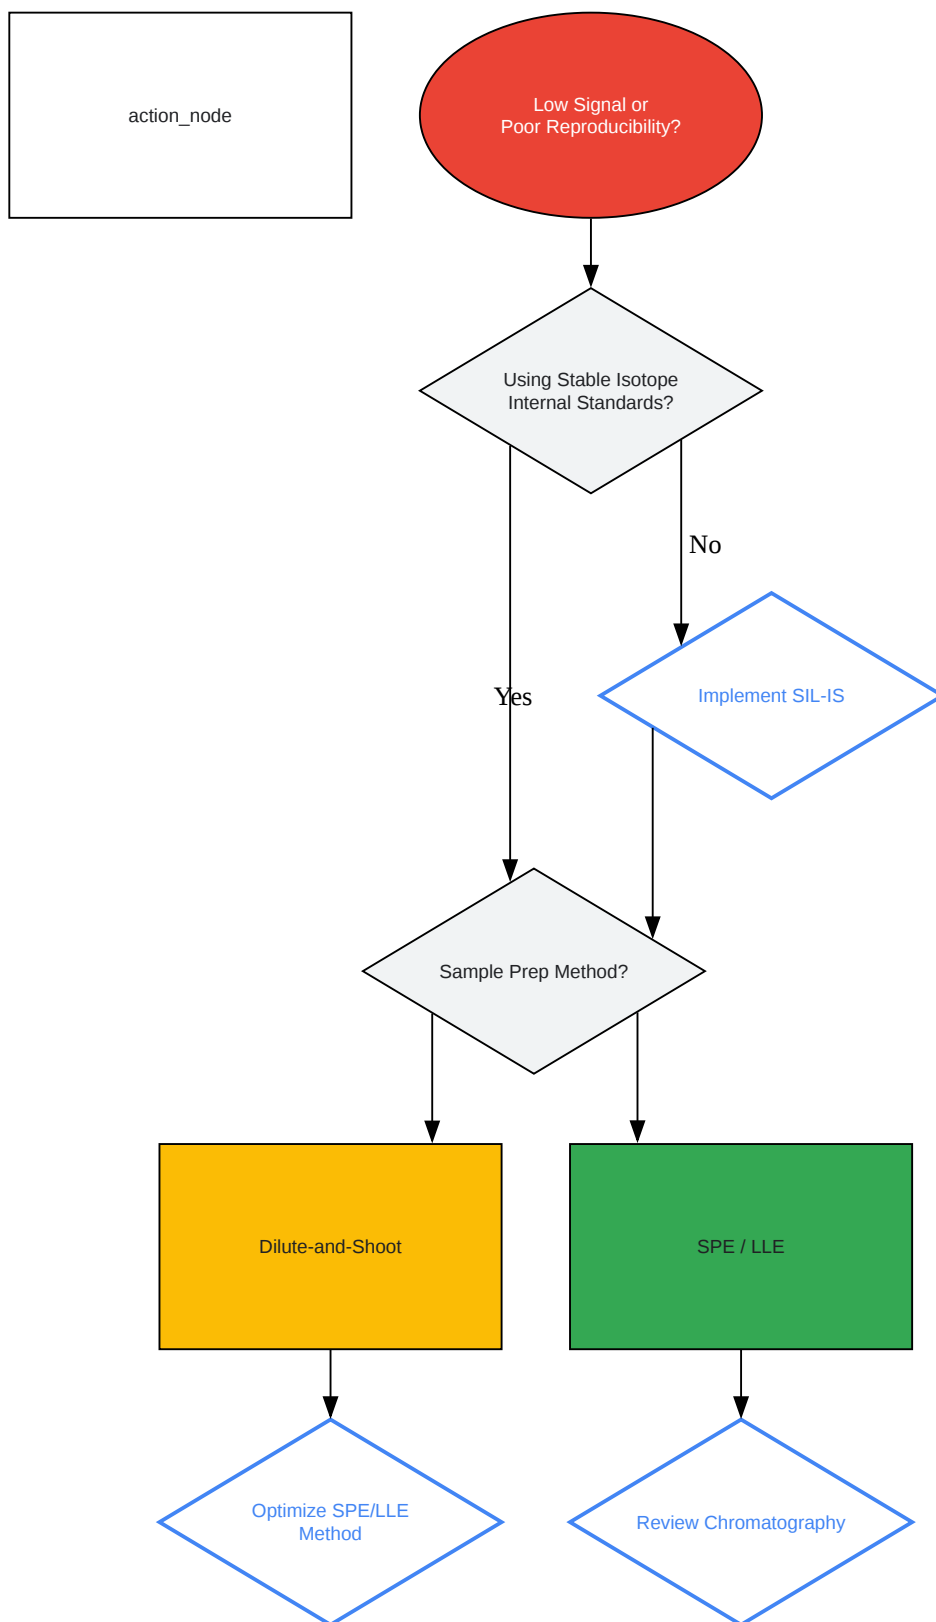 action_node
Low Signal or
Poor Reproducibility?
Using Stable Isotope
Internal Standards?
No
Yes
Implement SIL-IS
Sample Prep Method?
Dilute-and-Shoot
SPE / LLE
Optimize SPE/LLE
Method
Review Chromatography